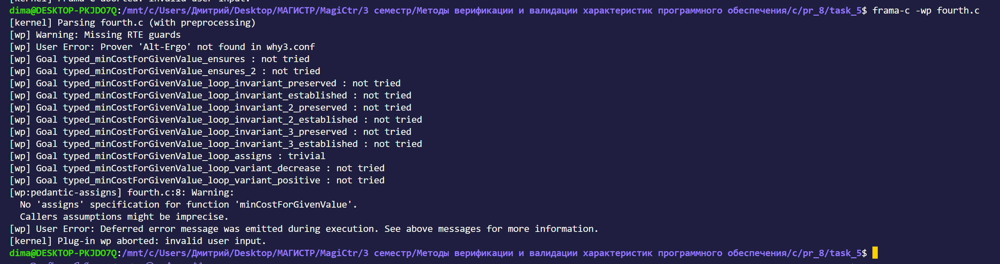 [kernel] Frama-C aborted: invalid user input.
dima@DESKTOP-PKJDO7Q:/mnt/c/Users/Дмитрий/Desktop/МАГИСТР/MagiCtr/3 семестр/Методы верификации и валидации характеристик программного обеспечения/c/pr_8/task_5$ frama-c -wp fourth.c
[kernel] Parsing fourth.c (with preprocessing)
[wp] Warning: Missing RTE guards
[wp] User Error: Prover 'Alt-Ergo' not found in why3.conf
[wp] Goal typed_minCostForGivenValue_ensures : not tried
[wp] Goal typed_minCostForGivenValue_ensures_2 : not tried
[wp] Goal typed_minCostForGivenValue_loop_invariant_preserved : not tried
[wp] Goal typed_minCostForGivenValue_loop_invariant_established : not tried
[wp] Goal typed_minCostForGivenValue_loop_invariant_2_preserved : not tried
[wp] Goal typed_minCostForGivenValue_loop_invariant_2_established : not tried
[wp] Goal typed_minCostForGivenValue_loop_invariant_3_preserved : not tried
[wp] Goal typed_minCostForGivenValue_loop_invariant_3_established : not tried
[wp] Goal typed_minCostForGivenValue_loop_assigns : trivial
[wp] Goal typed_minCostForGivenValue_loop_variant_decrease : not tried
[wp] Goal typed_minCostForGivenValue_loop_variant_positive : not tried
[wp:pedantic-assigns] fourth.c:8: Warning:
  No 'assigns' specification for function 'minCostForGivenValue'.
  Callers assumptions might be imprecise.
[wp] User Error: Deferred error message was emitted during execution. See above messages for more information.
[kernel] Plug-in wp aborted: invalid user input.
dima@DESKTOP-PKJDO7Q:/mnt/c/Users/Дмитрий/Desktop/МАГИСТР/MagiCtr/3 семестр/Методы верификации и валидации характеристик программного обеспечения/c/pr_8/task_5$